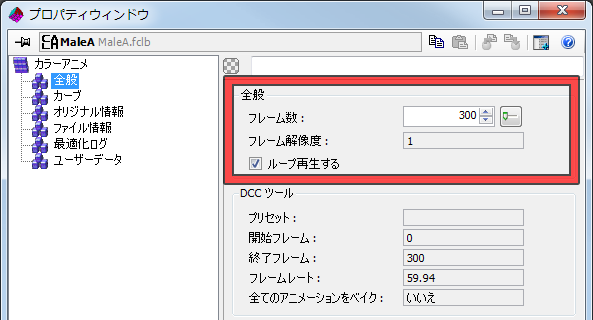 プロパティウィンドウ
CA MaleA MaleA.fclb
カラーアニメ
全般
カーブ
オリジナル情報
ファイル情報
最適化ログ
ユーザーデータ
全般
フレーム数： 300
フレーム解像度： 1
ループ再生する
DCC ツール
プリセット：
開始フレーム： 0
終了フレーム： 300
フレームレート： 59.94
全てのアニメーションをベイク： いいえ